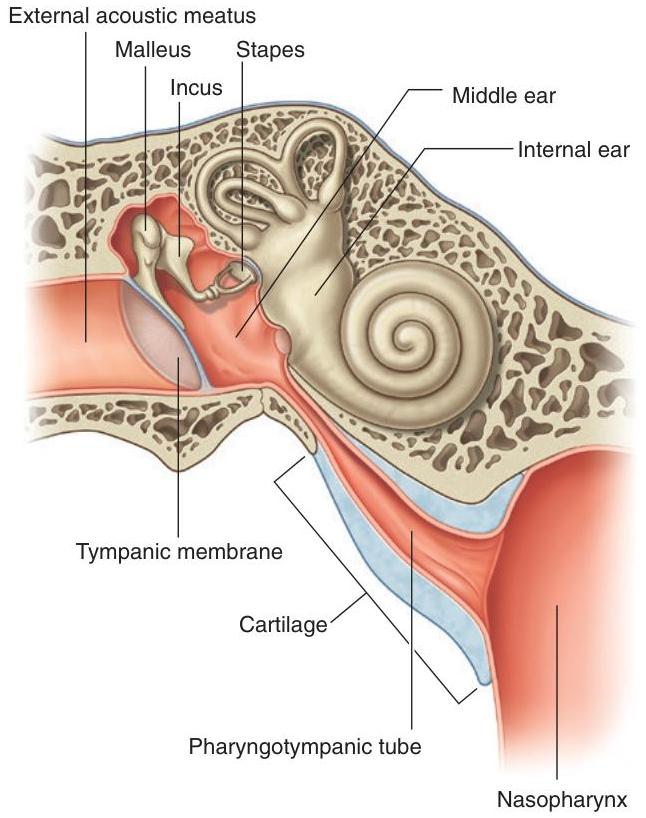 External acoustic meatus
Malleus
Stapes
Incus
Middle ear
Internal ear
Tympanic membrane
Cartilage
Pharyngotympanic tube
Nasopharynx